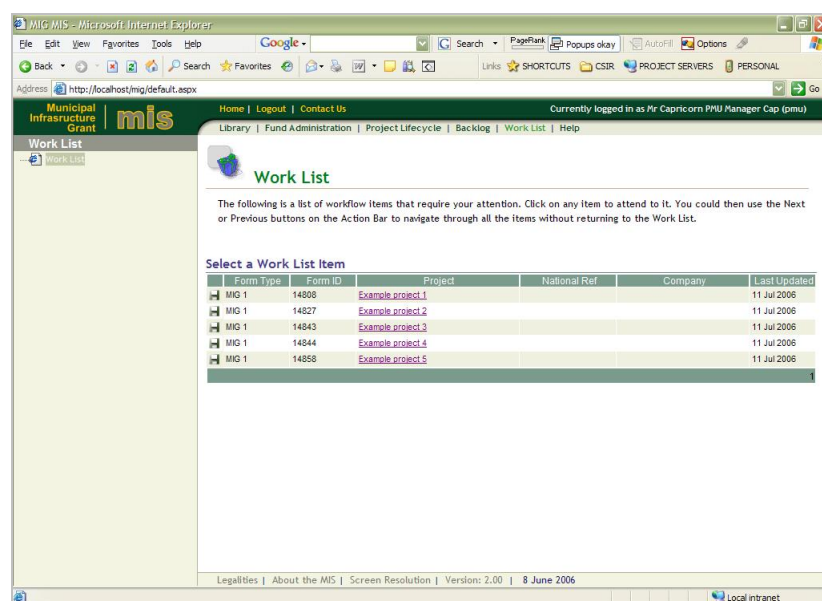 MIG MIS - Microsoft Internet Explorer
File Edit View Favorites Tools Help
Google Search PageRank Popups okay AutoFill Options
Back Search Favorites Links SHORTCUTS CSIR PROJECT SERVERS PERSONAL
Address http://localhost/mig/default.aspx Go
Municipal
Infrasructure
Grant
mis
Home | Logout | Contact Us Currently logged in as Mr Capricorn PMU Manager Cap (pmu)
Library | Fund Administration | Project Lifecycle | Backlog | Work List | Help
Work List
Work List
Work List
The following is a list of workflow items that require your attention. Click on any item to attend to it. You could then use the Next
or Previous buttons on the Action Bar to navigate through all the items without returning to the Work List.
Select a Work List Item
Form Type Form ID Project National Ref Company Last Updated
MIG 1 14808 Example project 1 11 Jul 2006
MIG 1 14827 Example project 2 11 Jul 2006
MIG 1 14843 Example project 3 11 Jul 2006
MIG 1 14844 Example project 4 11 Jul 2006
MIG 1 14858 Example project 5 11 Jul 2006
1
Legalities | About the MIS | Screen Resolution | Version: 2.00 | 8 June 2006
Local intranet